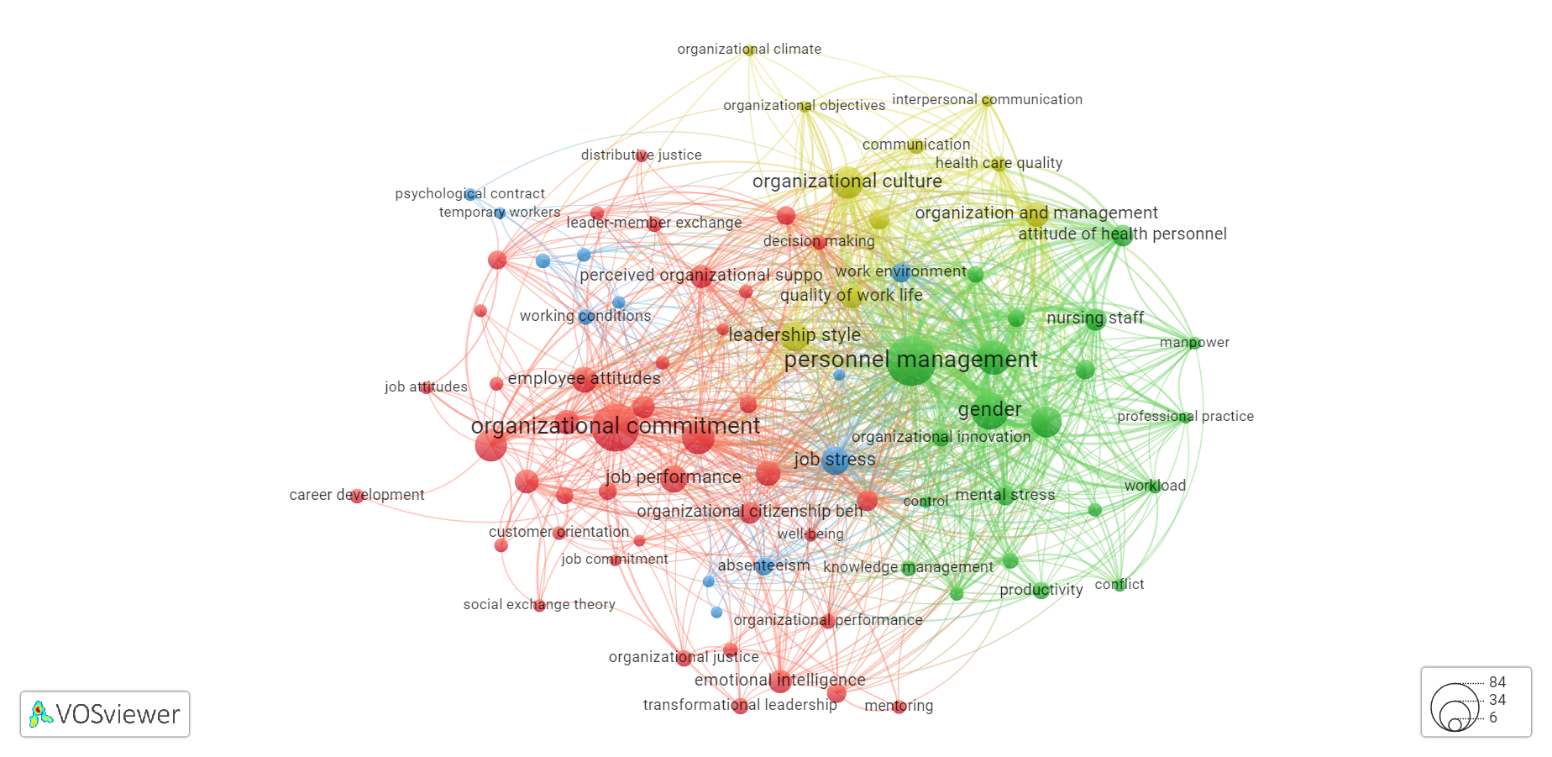 organizational climate
organizational objectives
interpersonal communication
communication
distributive justice
health care quality
organizational culture
psychological contract
temporary workers
leader-member exchange
organization and management
attitude of health personnel
decision making
perceived organizational suppo
work environment
quality of work life
working conditions
nursing staff
leadership style
manpower
personnel management
employee attitudes
job attitudes
gender
professional practice
organizational commitment
organizational innovation
job stress
job performance
workload
career development
mental stress
control
organizational citizenship beh
customer orientation
well-being
job commitment
absenteeism
knowledge management
conflict
productivity
social exchange theory
organizational performance
organizational justice
emotional intelligence
transformational leadership
mentoring
VOSviewer
84
34
6